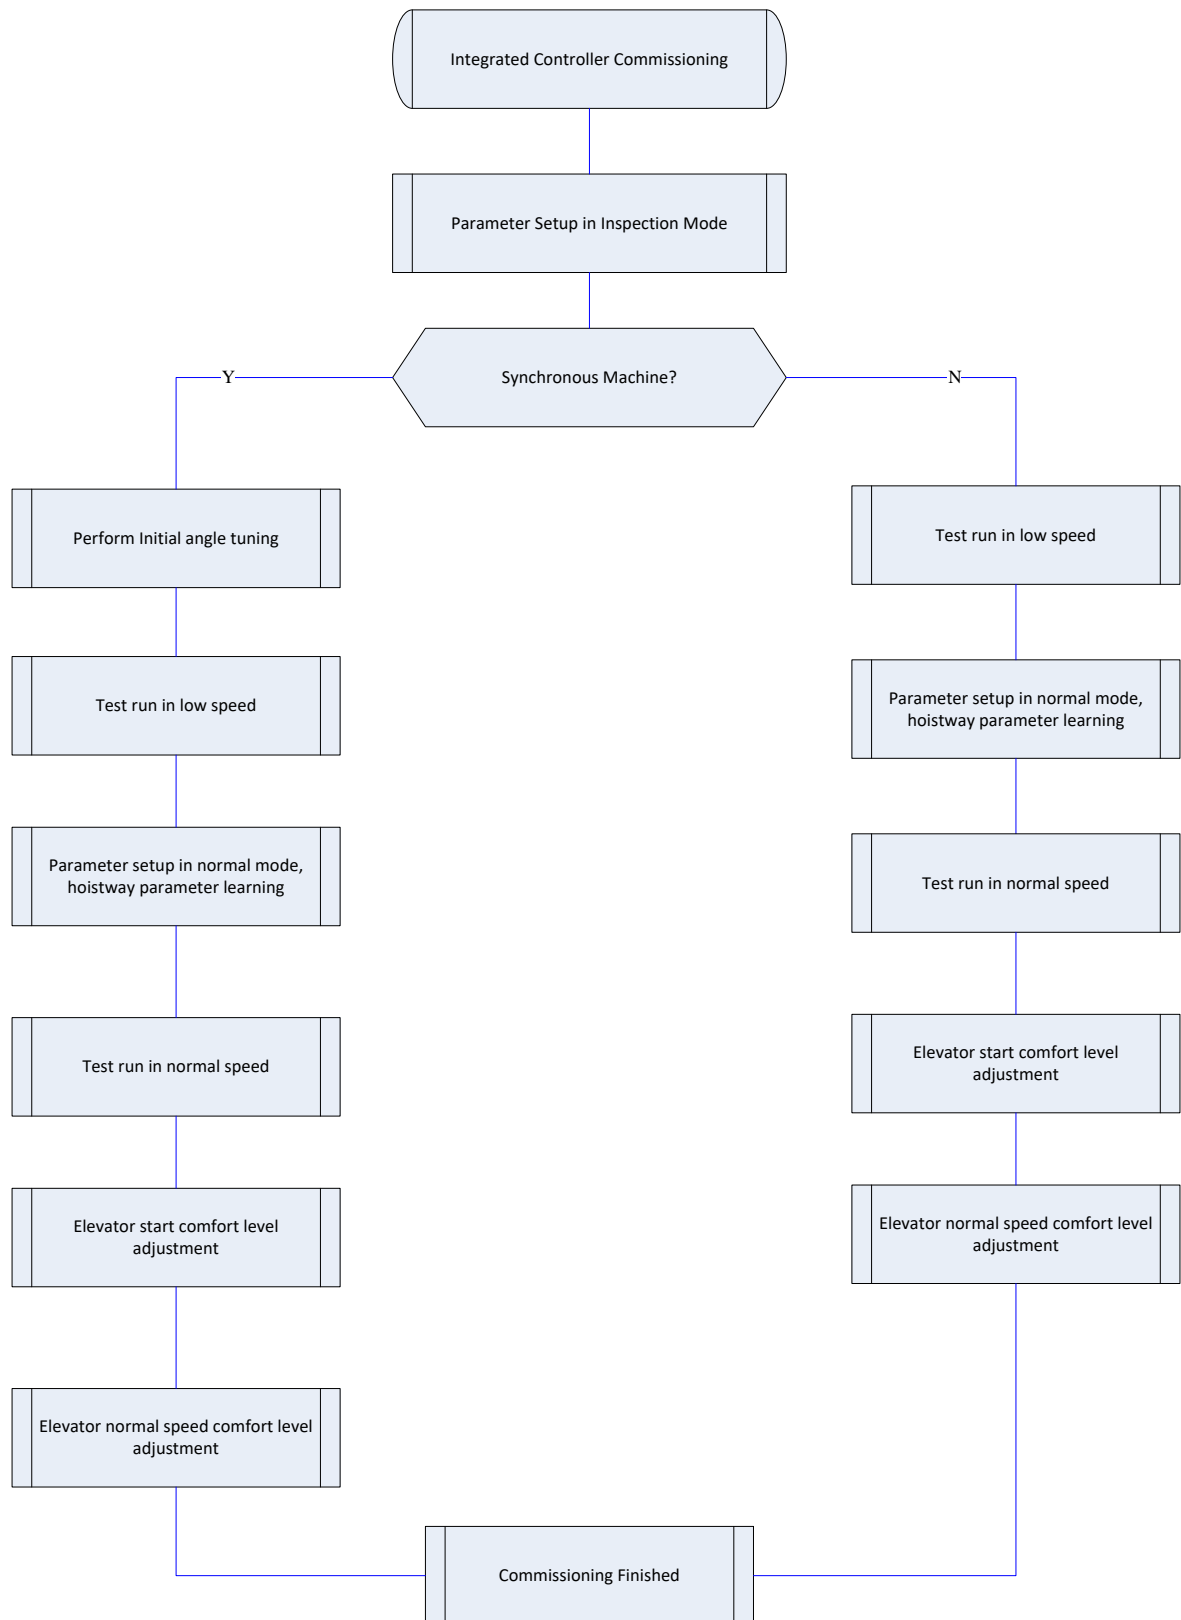 Integrated Controller Commissioning
Parameter Setup in Inspection Mode
Synchronous Machine?
Y
N
Perform Initial angle tuning
Test run in low speed
Parameter setup in normal mode,
hoistway parameter learning
Test run in normal speed
Elevator start comfort level
adjustment
Elevator normal speed comfort level
adjustment
Test run in low speed
Parameter setup in normal mode,
hoistway parameter learning
Test run in normal speed
Elevator start comfort level
adjustment
Elevator normal speed comfort level
adjustment
Commissioning Finished